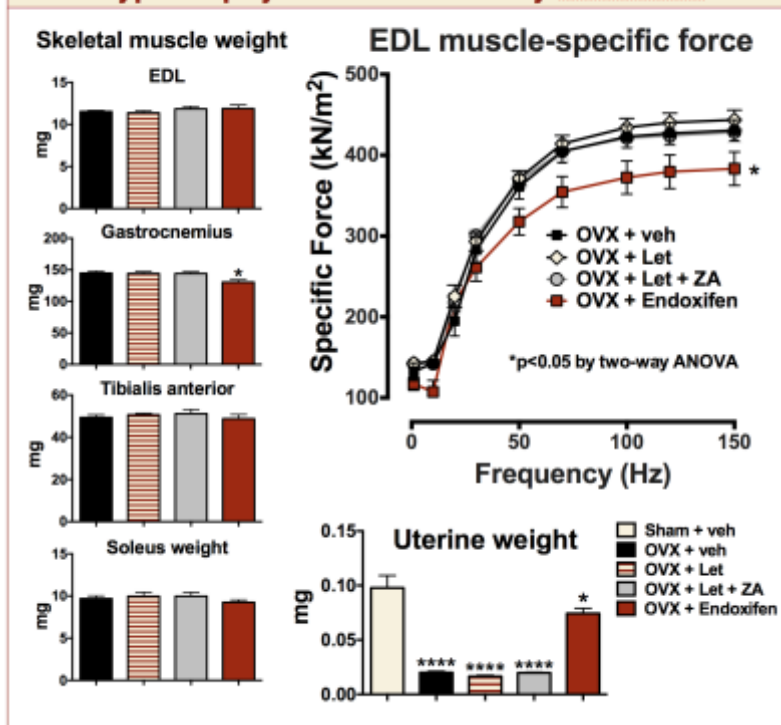 Skeletal muscle weight
EDL
15
10
5
0
mg
Gastrocnemius
200
150
100
50
0
mg
*
Tibialis anterior
60
40
20
0
mg
Soleus weight
15
10
5
0
mg
EDL muscle-specific force
500
400
300
200
100
Specific Force (kN/m²)
*
OVX + veh
OVX + Let
OVX + Let + ZA
OVX + Endoxifen
*p<0.05 by two-way ANOVA
0 50 100 150
Frequency (Hz)
Uterine weight
0.15
0.10
0.05
0.00
mg
**** **** **** *
Sham + veh
OVX + veh
OVX + Let
OVX + Let + ZA
OVX + Endoxifen